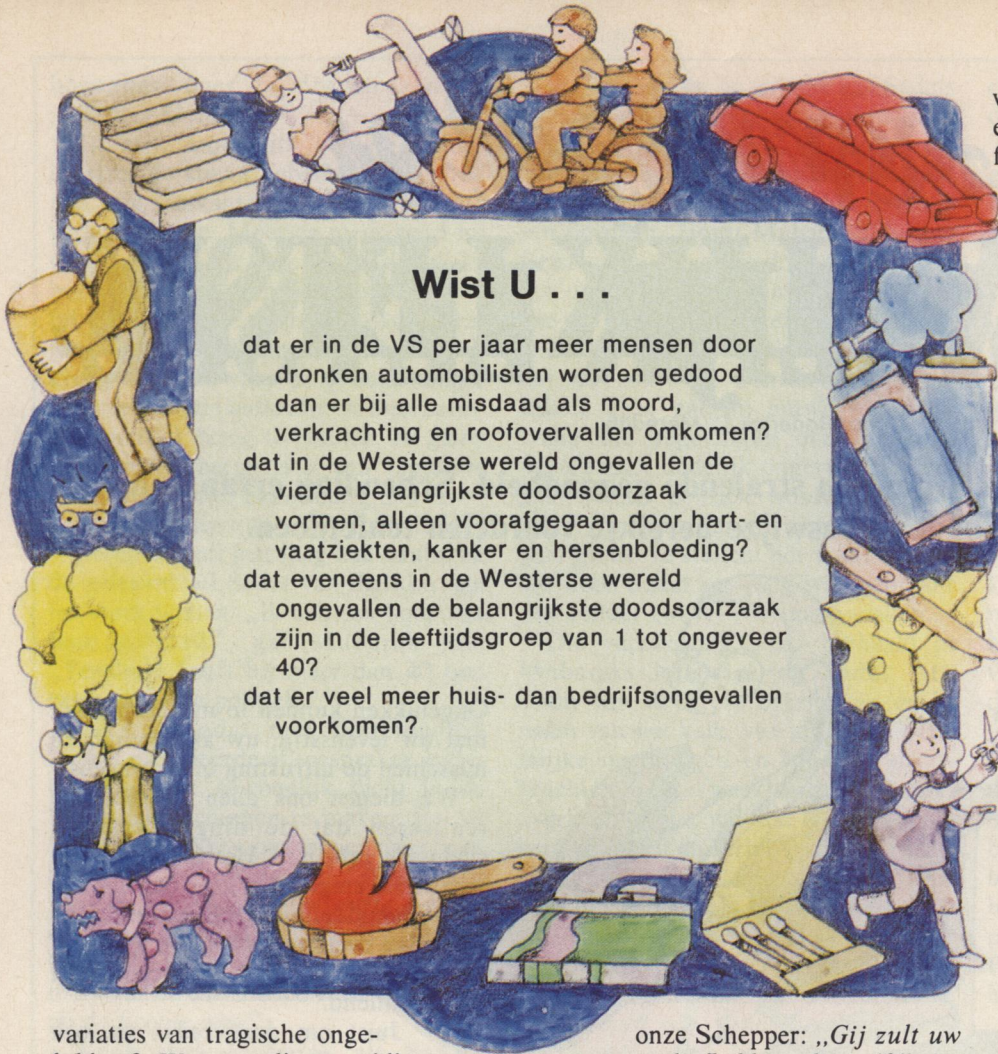 Wist U . . .
dat er in de VS per jaar meer mensen door
dronken automobilisten worden gedood
dan er bij alle misdaad als moord,
verkrachting en roofovervallen omkomen?
dat in de Westerse wereld ongevallen de
vierde belangrijkste doodsoorzaak
vormen, alleen voorafgegaan door hart- en
vaatziekten, kanker en hersenbloeding?
dat eveneens in de Westerse wereld
ongevallen de belangrijkste doodsoorzaak
zijn in de leeftijdsgroep van 1 tot ongeveer
40?
dat er veel meer huis- dan bedrijfsongevallen
voorkomen?
variaties van tragische onge-
onze Schepper: „Gij zult uw